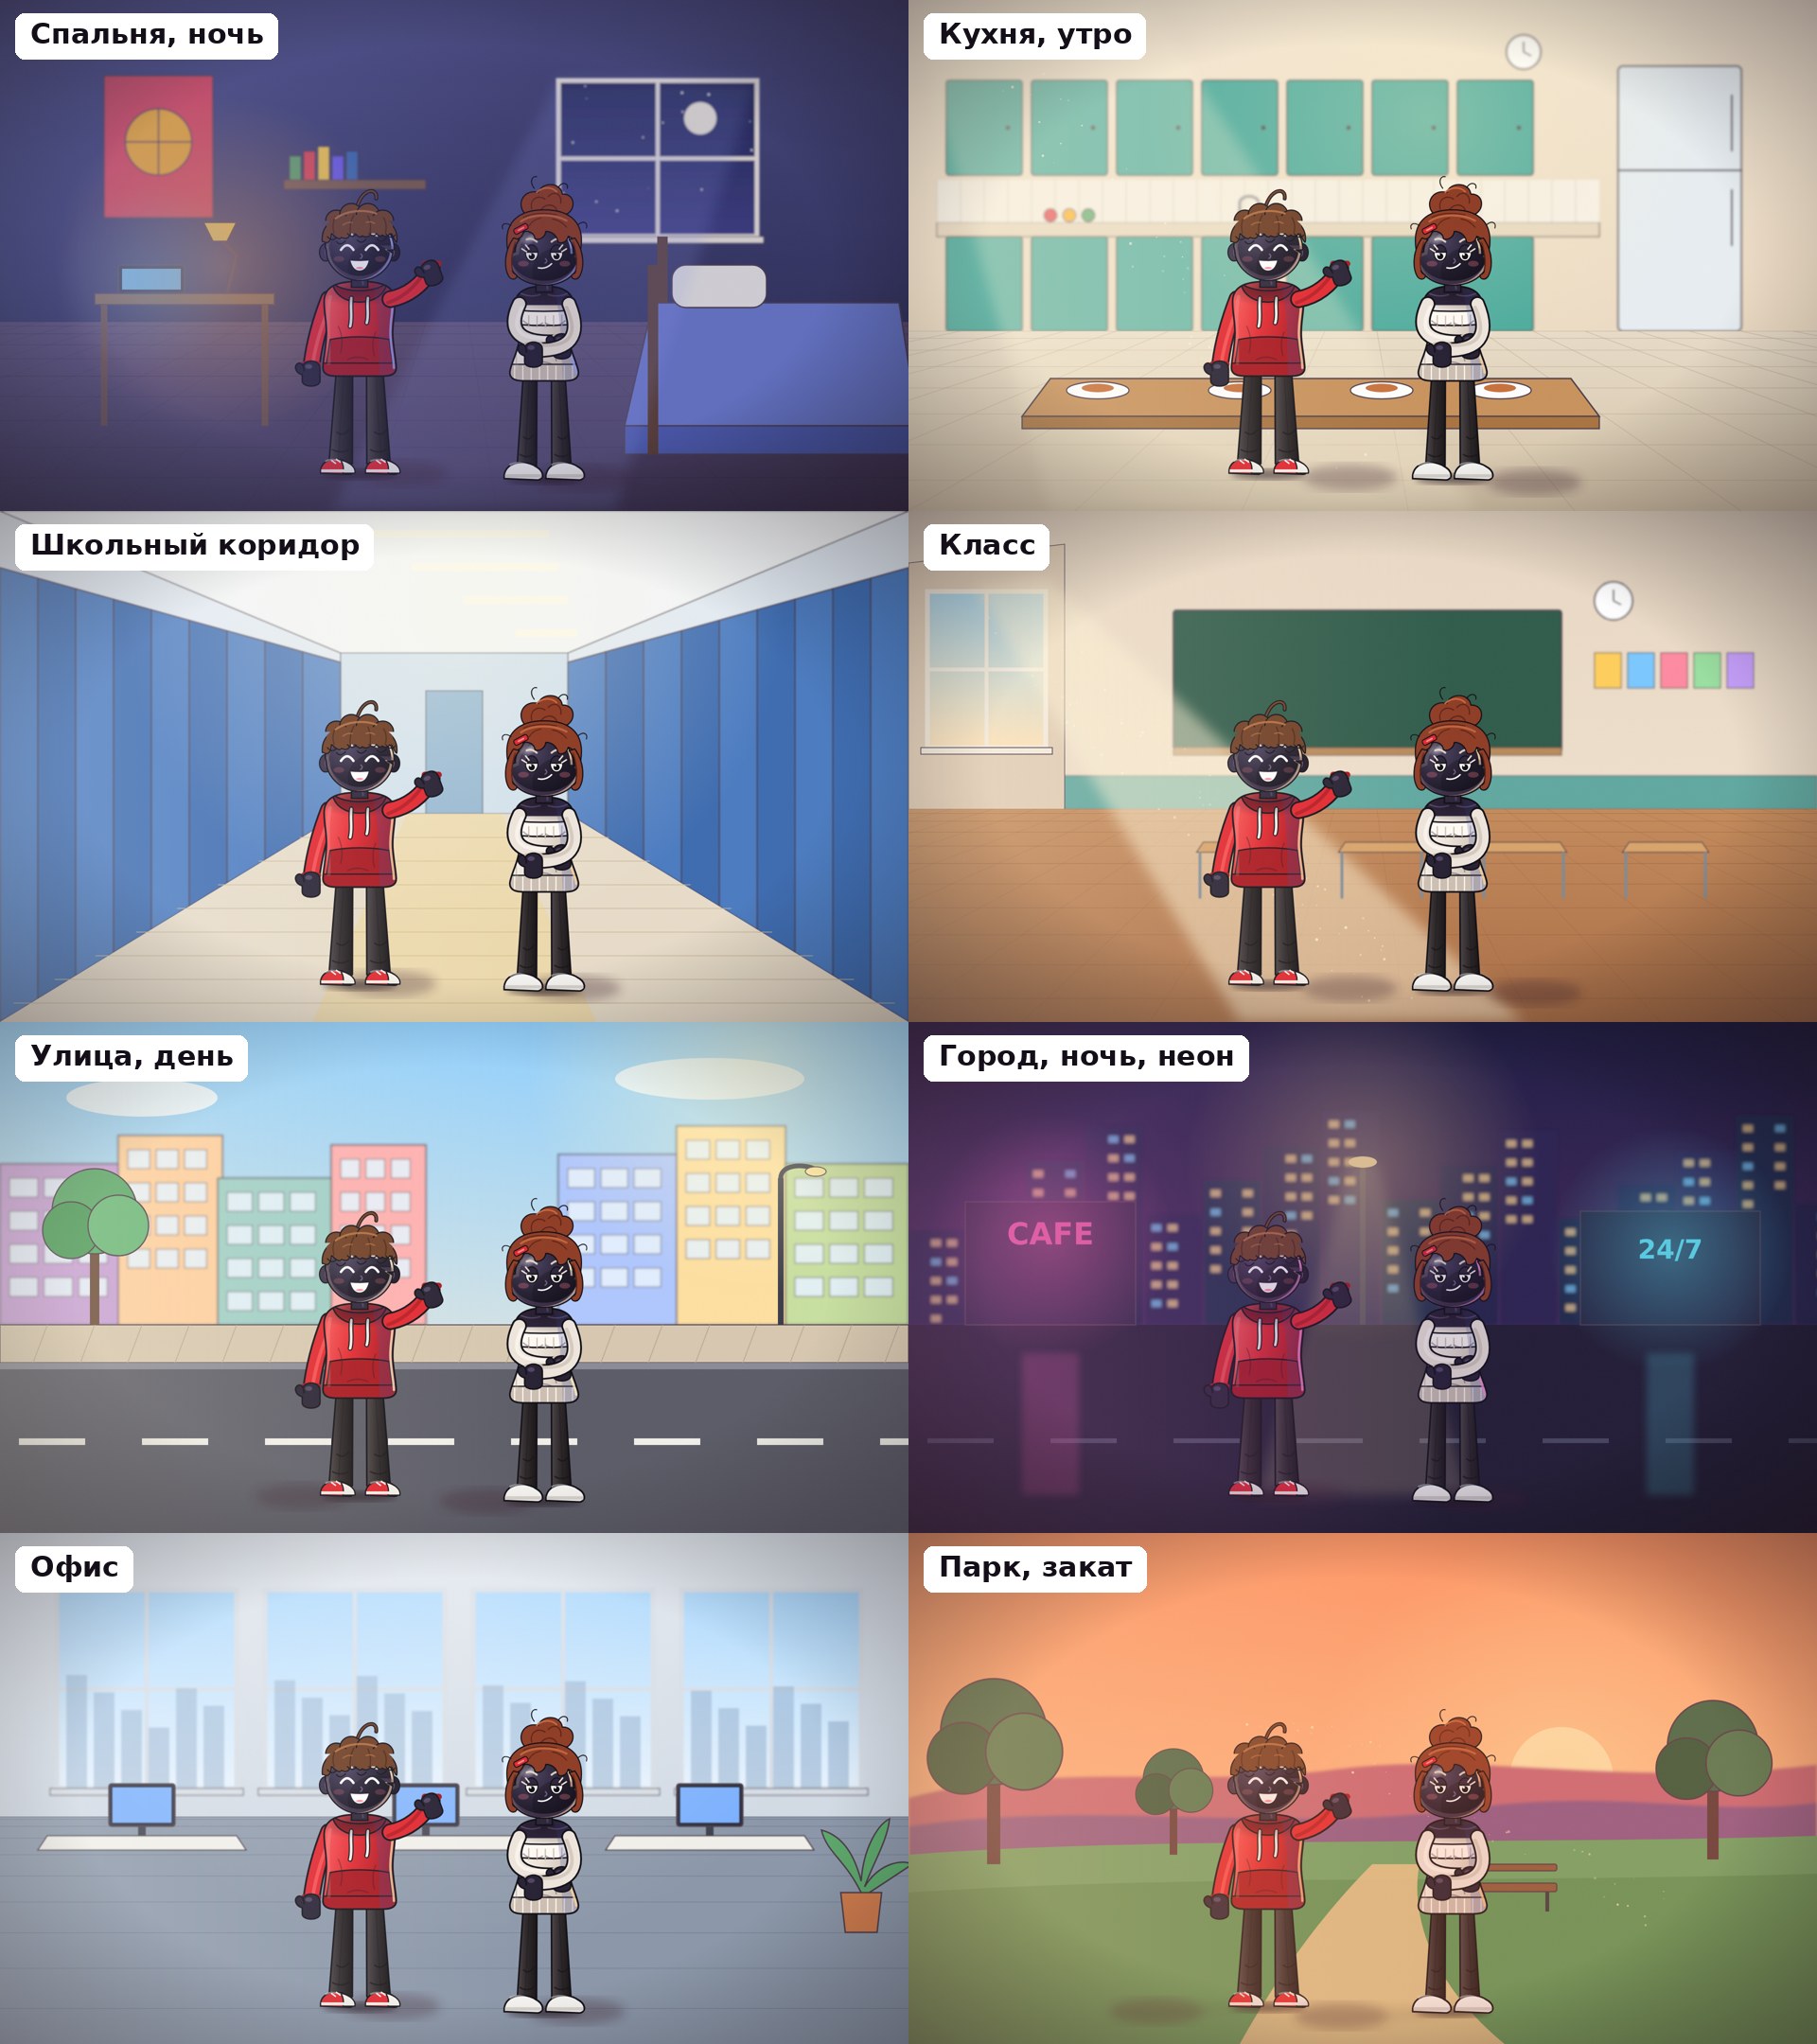 Спальня, ночь
Кухня, утро
Школьный коридор
Класс
Улица, день
Город, ночь, неон
CAFE
24/7
Офис
Парк, закат